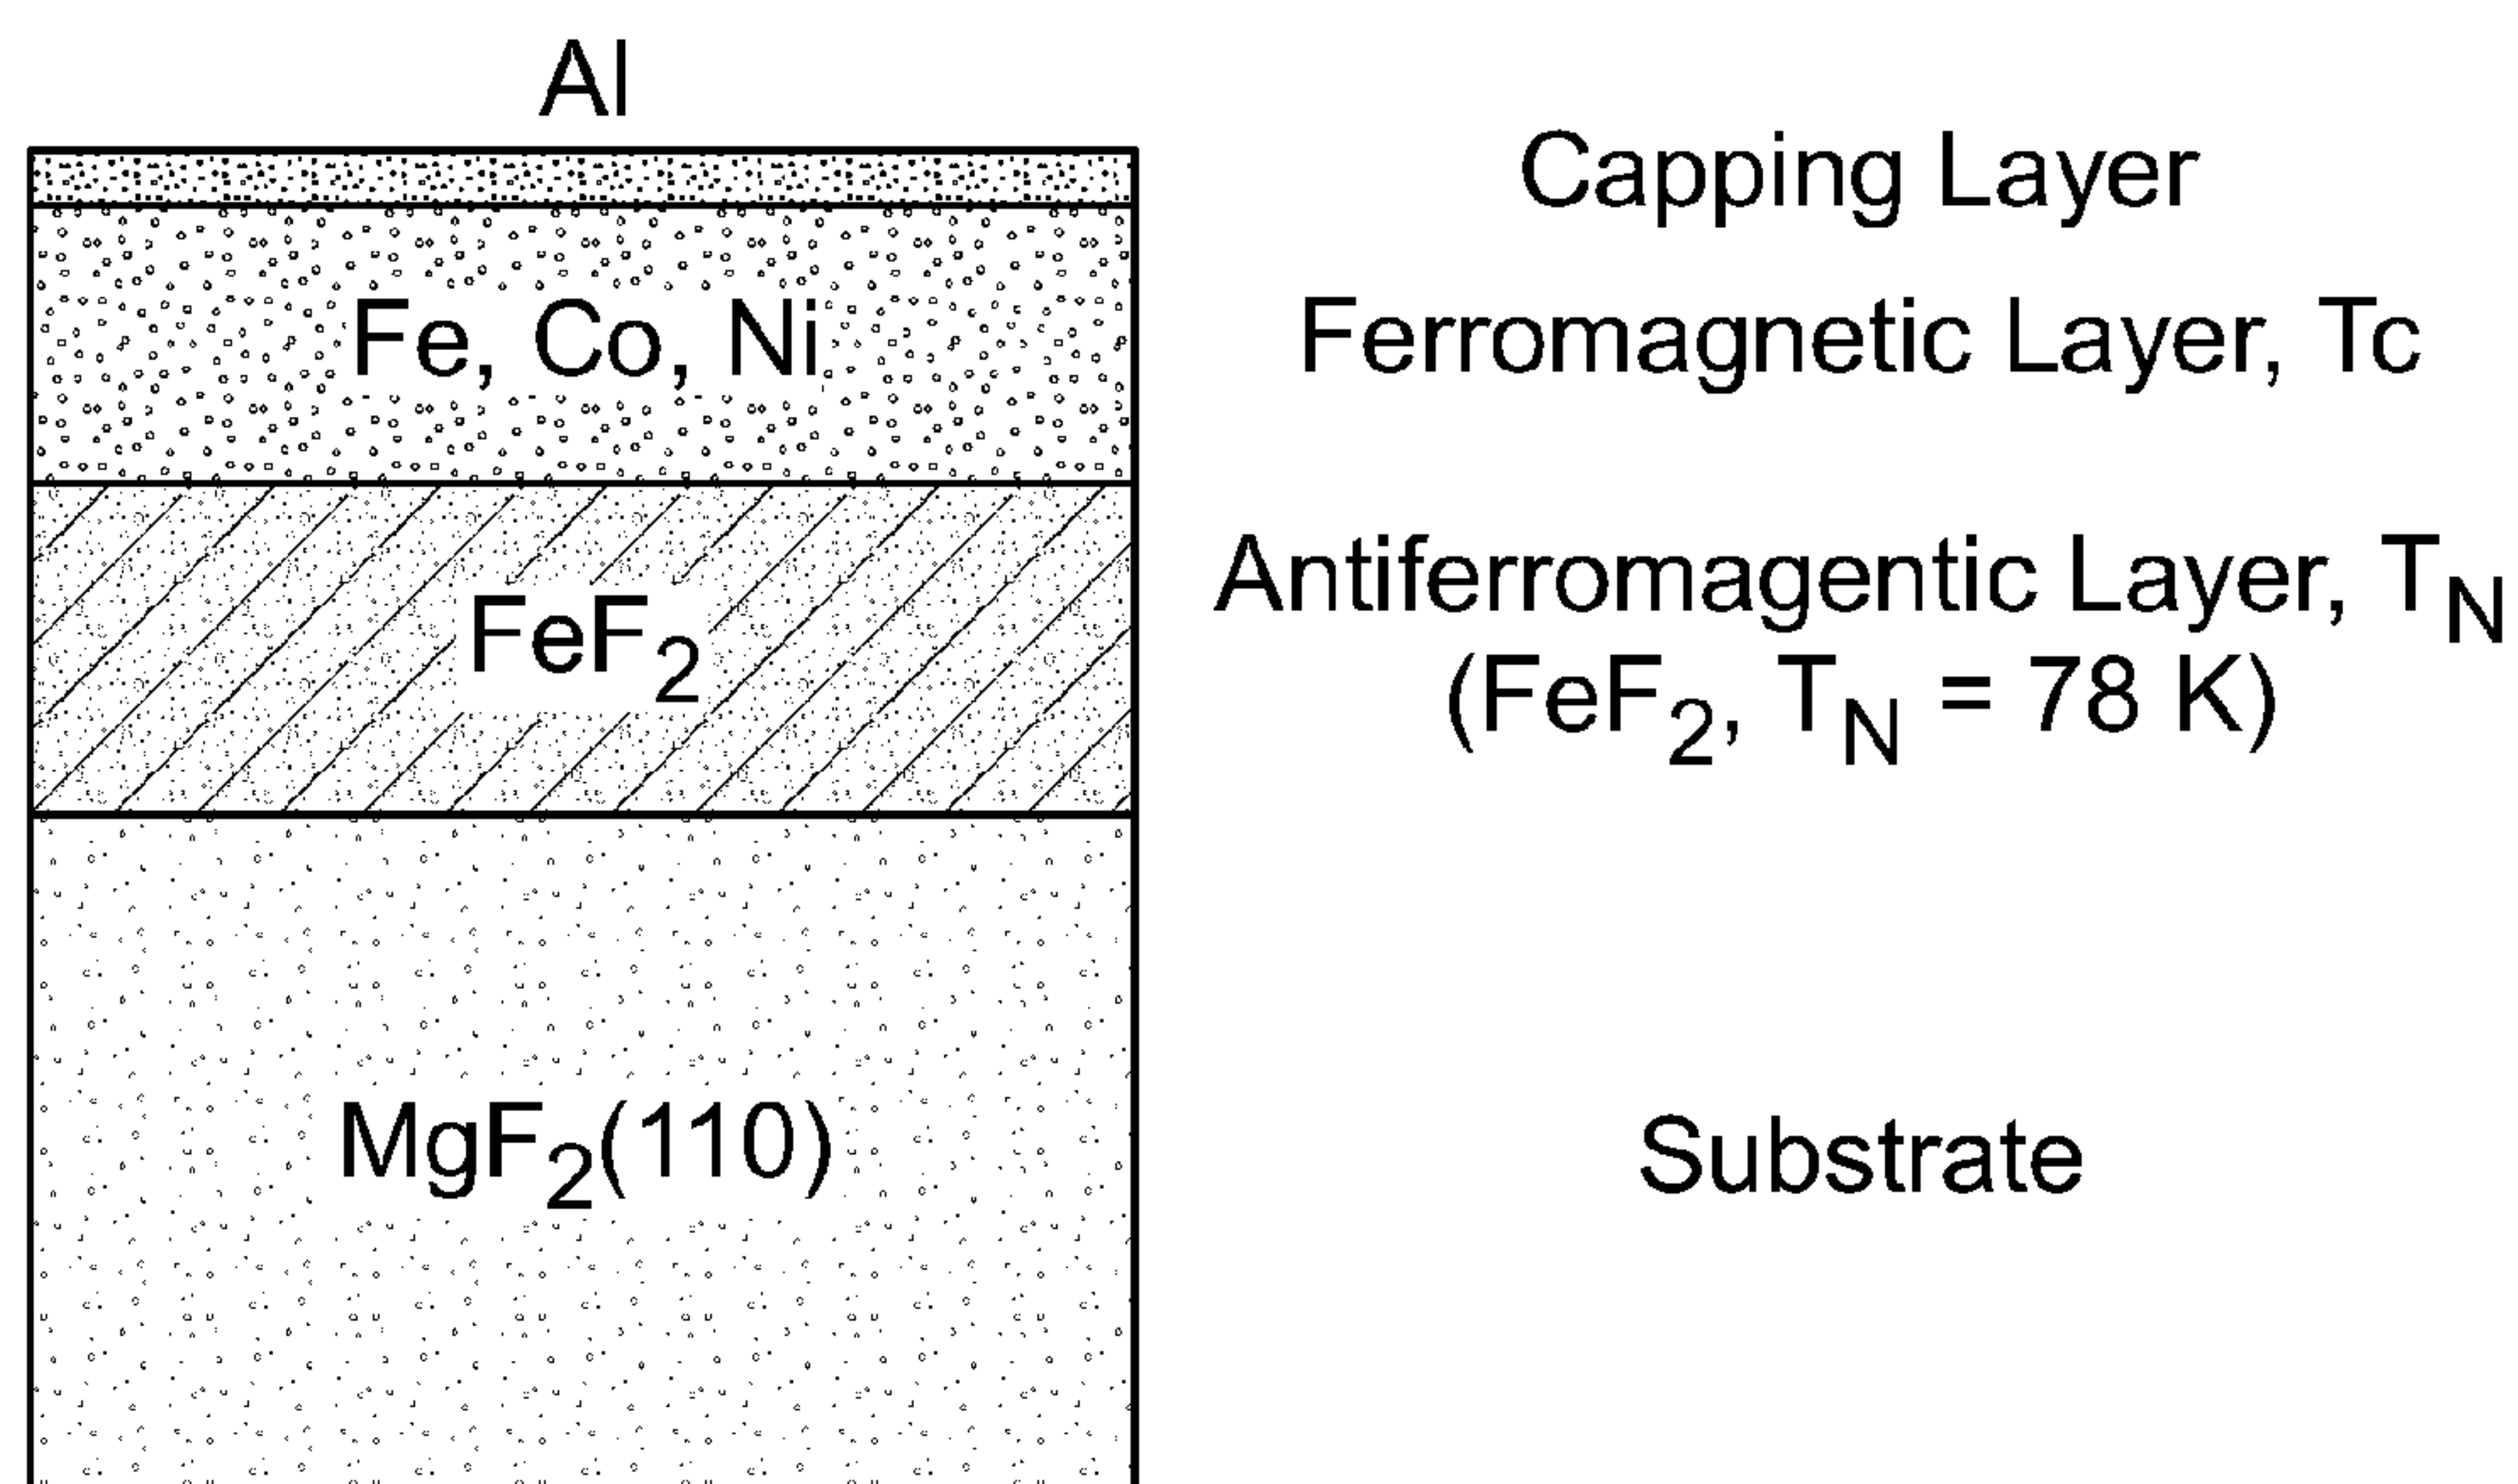 Al
Capping Layer
Fe, Co, Ni
Ferromagnetic Layer, Tc
FeF2
Antiferromagentic Layer, TN
(FeF2, TN = 78 K)
MgF2(110)
Substrate